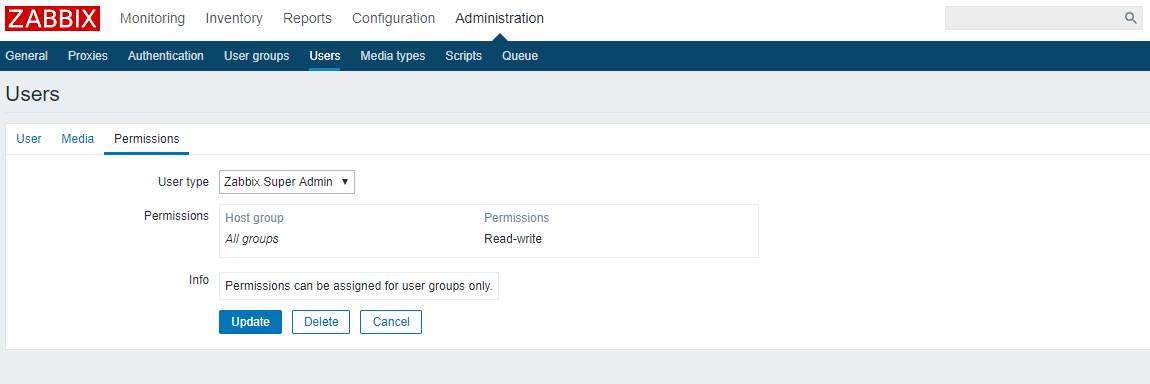 ZABBIX Monitoring Inventory Reports Configuration Administration
General Proxies Authentication User groups Users Media types Scripts Queue
Users
User Media Permissions
User type Zabbix Super Admin
Permissions Host group Permissions
All groups Read-write
Info Permissions can be assigned for user groups only.
Update Delete Cancel